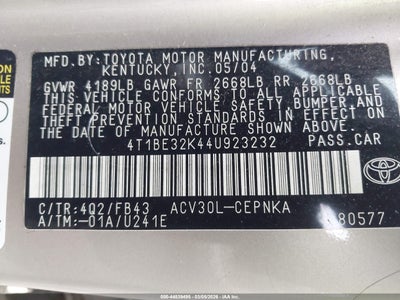 MFD. BY: TOYOTA MOTOR MANUFACTURING,
KENTUCKY, INC. 05/04
GVWR 4189LB GAWR FR 2668LB RR 2668LB
THIS VEHICLE CONFORMS TO ALL APPLICABLE
FEDERAL MOTOR VEHICLE SAFETY, BUMPER AND
THEFT PREVENTION STANDARDS IN EFFECT ON
THE DATE OF MANUFACTURE SHOWN ABOVE.
4T1BE32K44U923232 PASS.CAR
TOYOTA
C/TR: 4Q2/FB43 ACV30L-CEPNKA
A/TM:-01A/U241E 80577